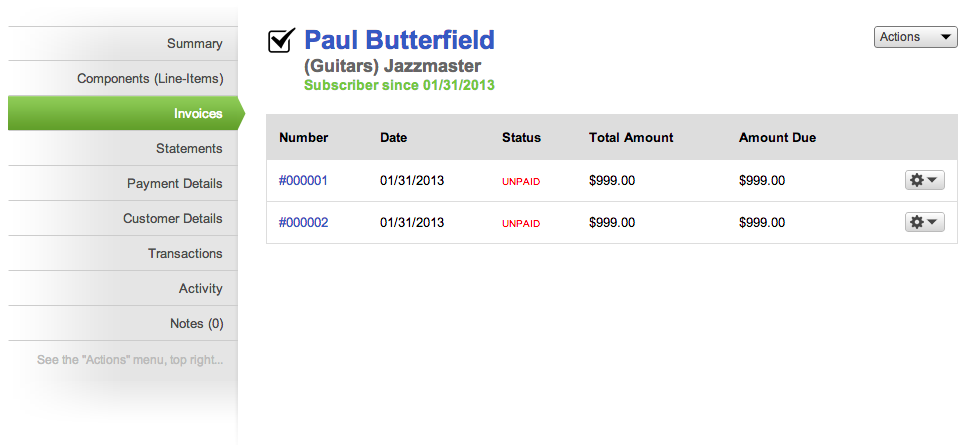 Summary
Components (Line-Items)
Invoices
Statements
Payment Details
Customer Details
Transactions
Activity
Notes (0)
See the "Actions" menu, top right...
Paul Butterfield
(Guitars) Jazzmaster
Subscriber since 01/31/2013
Actions
Number Date Status Total Amount Amount Due
#000001 01/31/2013 UNPAID $999.00 $999.00
#000002 01/31/2013 UNPAID $999.00 $999.00